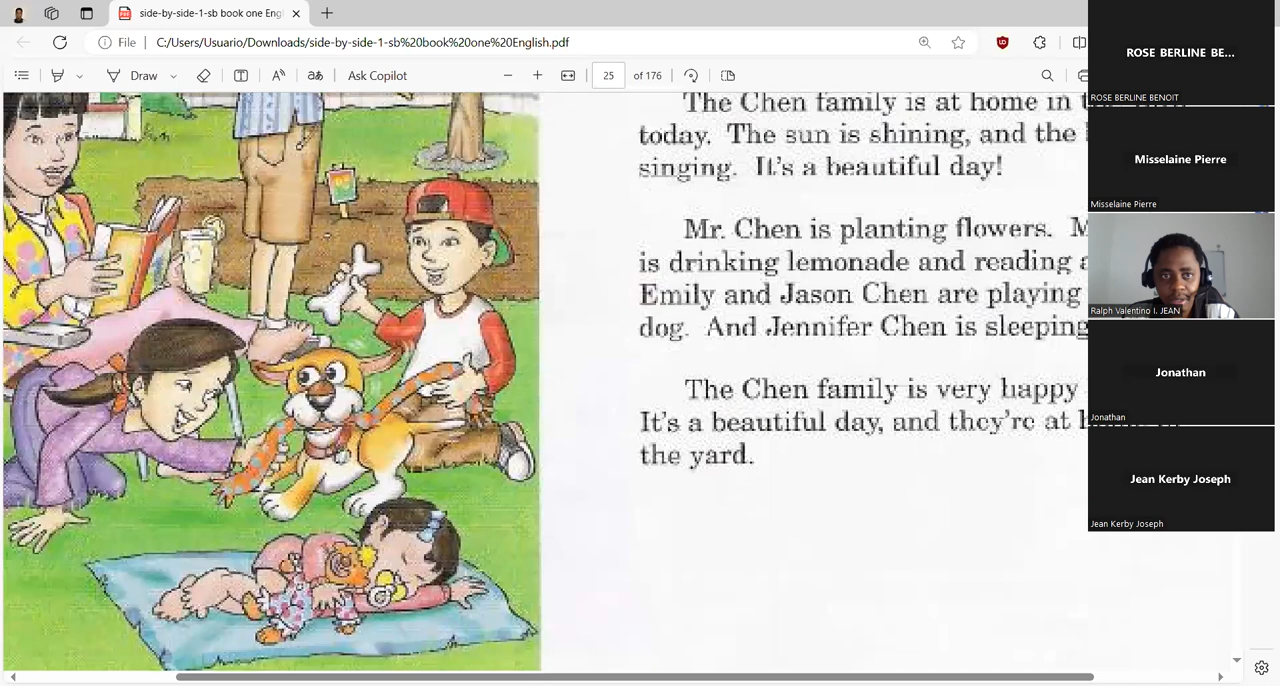 side-by-side-1-sb book one Engl
File
C:/Users/Usuario/Downloads/side-by-side-1-sb%20book%20one%20English.pdf
Draw
Ask Copilot
25
of 176
The Chen family is at home in
today. The sun is shining, and the
singing. It's a beautiful day!
Mr. Chen is planting flowers.
is drinking lemonade and reading
Emily and Jason Chen are playing
dog. And Jennifer Chen is sleeping
The Chen family is very happy
It's a beautiful day, and they're at
the yard.
ROSE BERLINE BE...
ROSE BERLINE BENOIT
Misselaine Pierre
Misselaine Pierre
Ralph Valentino I. JEAN
Jonathan
Jonathan
Jean Kerby Joseph
Jean Kerby Joseph